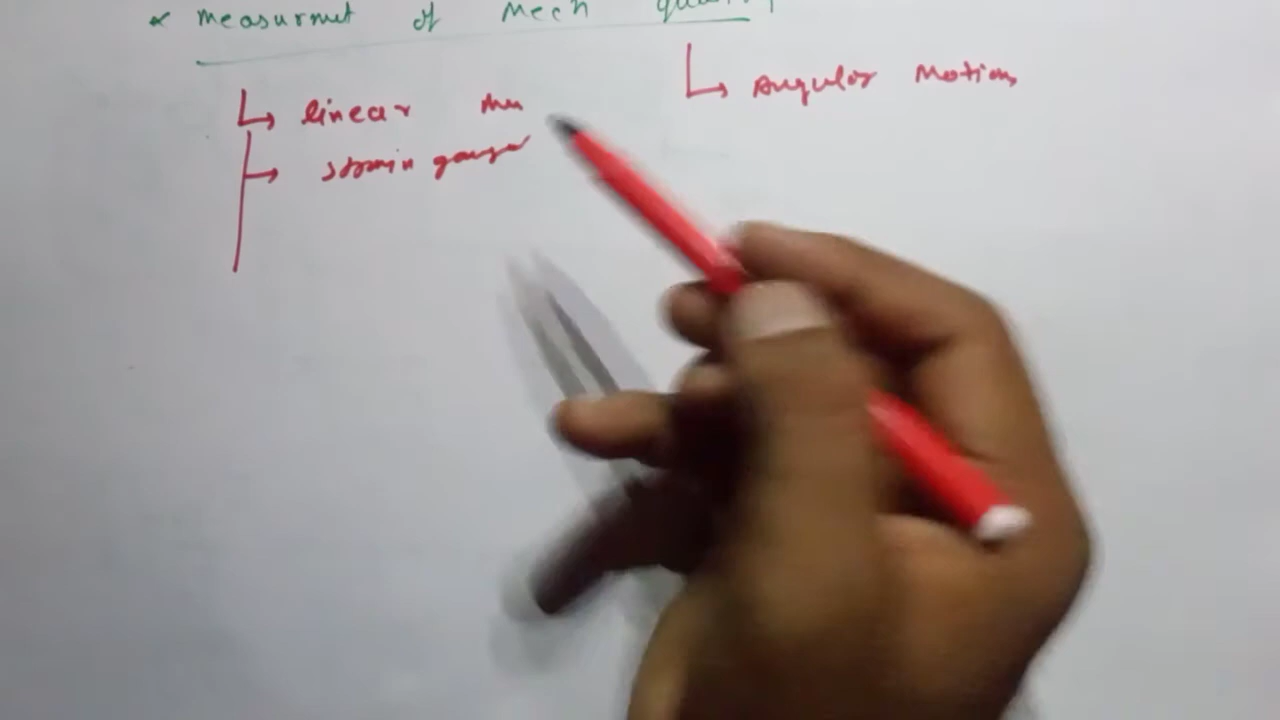 measurmet of Mech
linear
strain gauge
Angular Motion